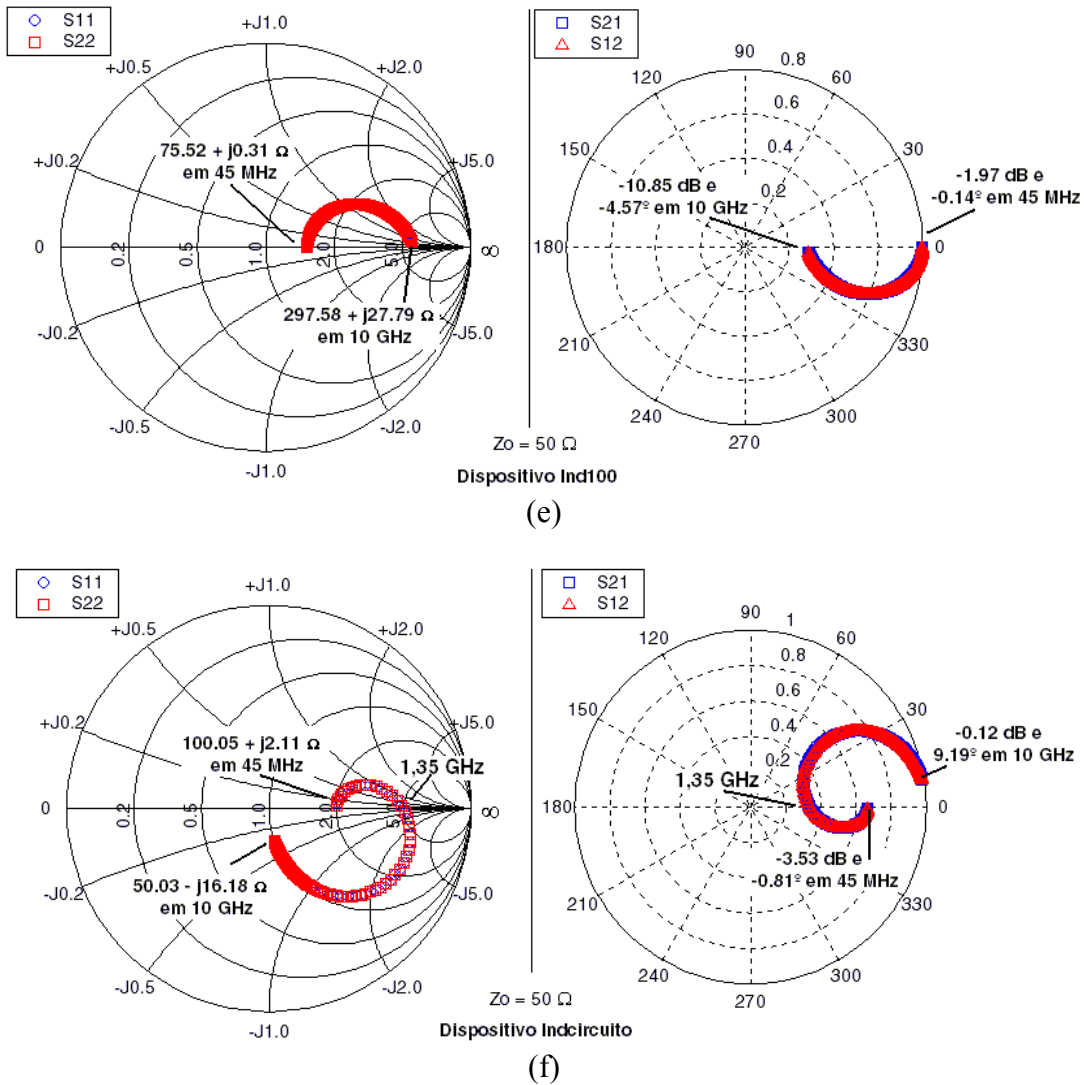 S11
S22
+J1.0
+J0.5
+J2.0
+J0.2
+J5.0
75.52 + j0.31 Ω
em 45 MHz
0
0.2
0.5
1.0
2.0
5.0
∞
297.58 + j27.79 Ω
em 10 GHz
-J0.2
-J5.0
-J0.5
-J2.0
-J1.0
S21
S12
90
0.8
120
60
0.6
150
0.4
30
0.2
-10.85 dB e
-4.57º em 10 GHz
-1.97 dB e
-0.14º em 45 MHz
180
0
210
330
240
300
270
Zo = 50 Ω
Dispositivo Ind100
(e)
S11
S22
+J1.0
+J0.5
+J2.0
+J0.2
+J5.0
100.05 + j2.11 Ω
em 45 MHz
1,35 GHz
0
0.2
0.5
1.0
2.0
5
∞
50.03 - j16.18 Ω
em 10 GHz
-J0.2
-J5.0
-J0.5
-J2.0
-J1.0
S21
S12
90
1
120
60
0.8
0.6
150
0.4
30
0.2
-0.12 dB e
9.19º em 10 GHz
1,35 GHz
180
0
-3.53 dB e
-0.81º em 45 MHz
210
330
240
300
270
Zo = 50 Ω
Dispositivo Indcircuito
(f)